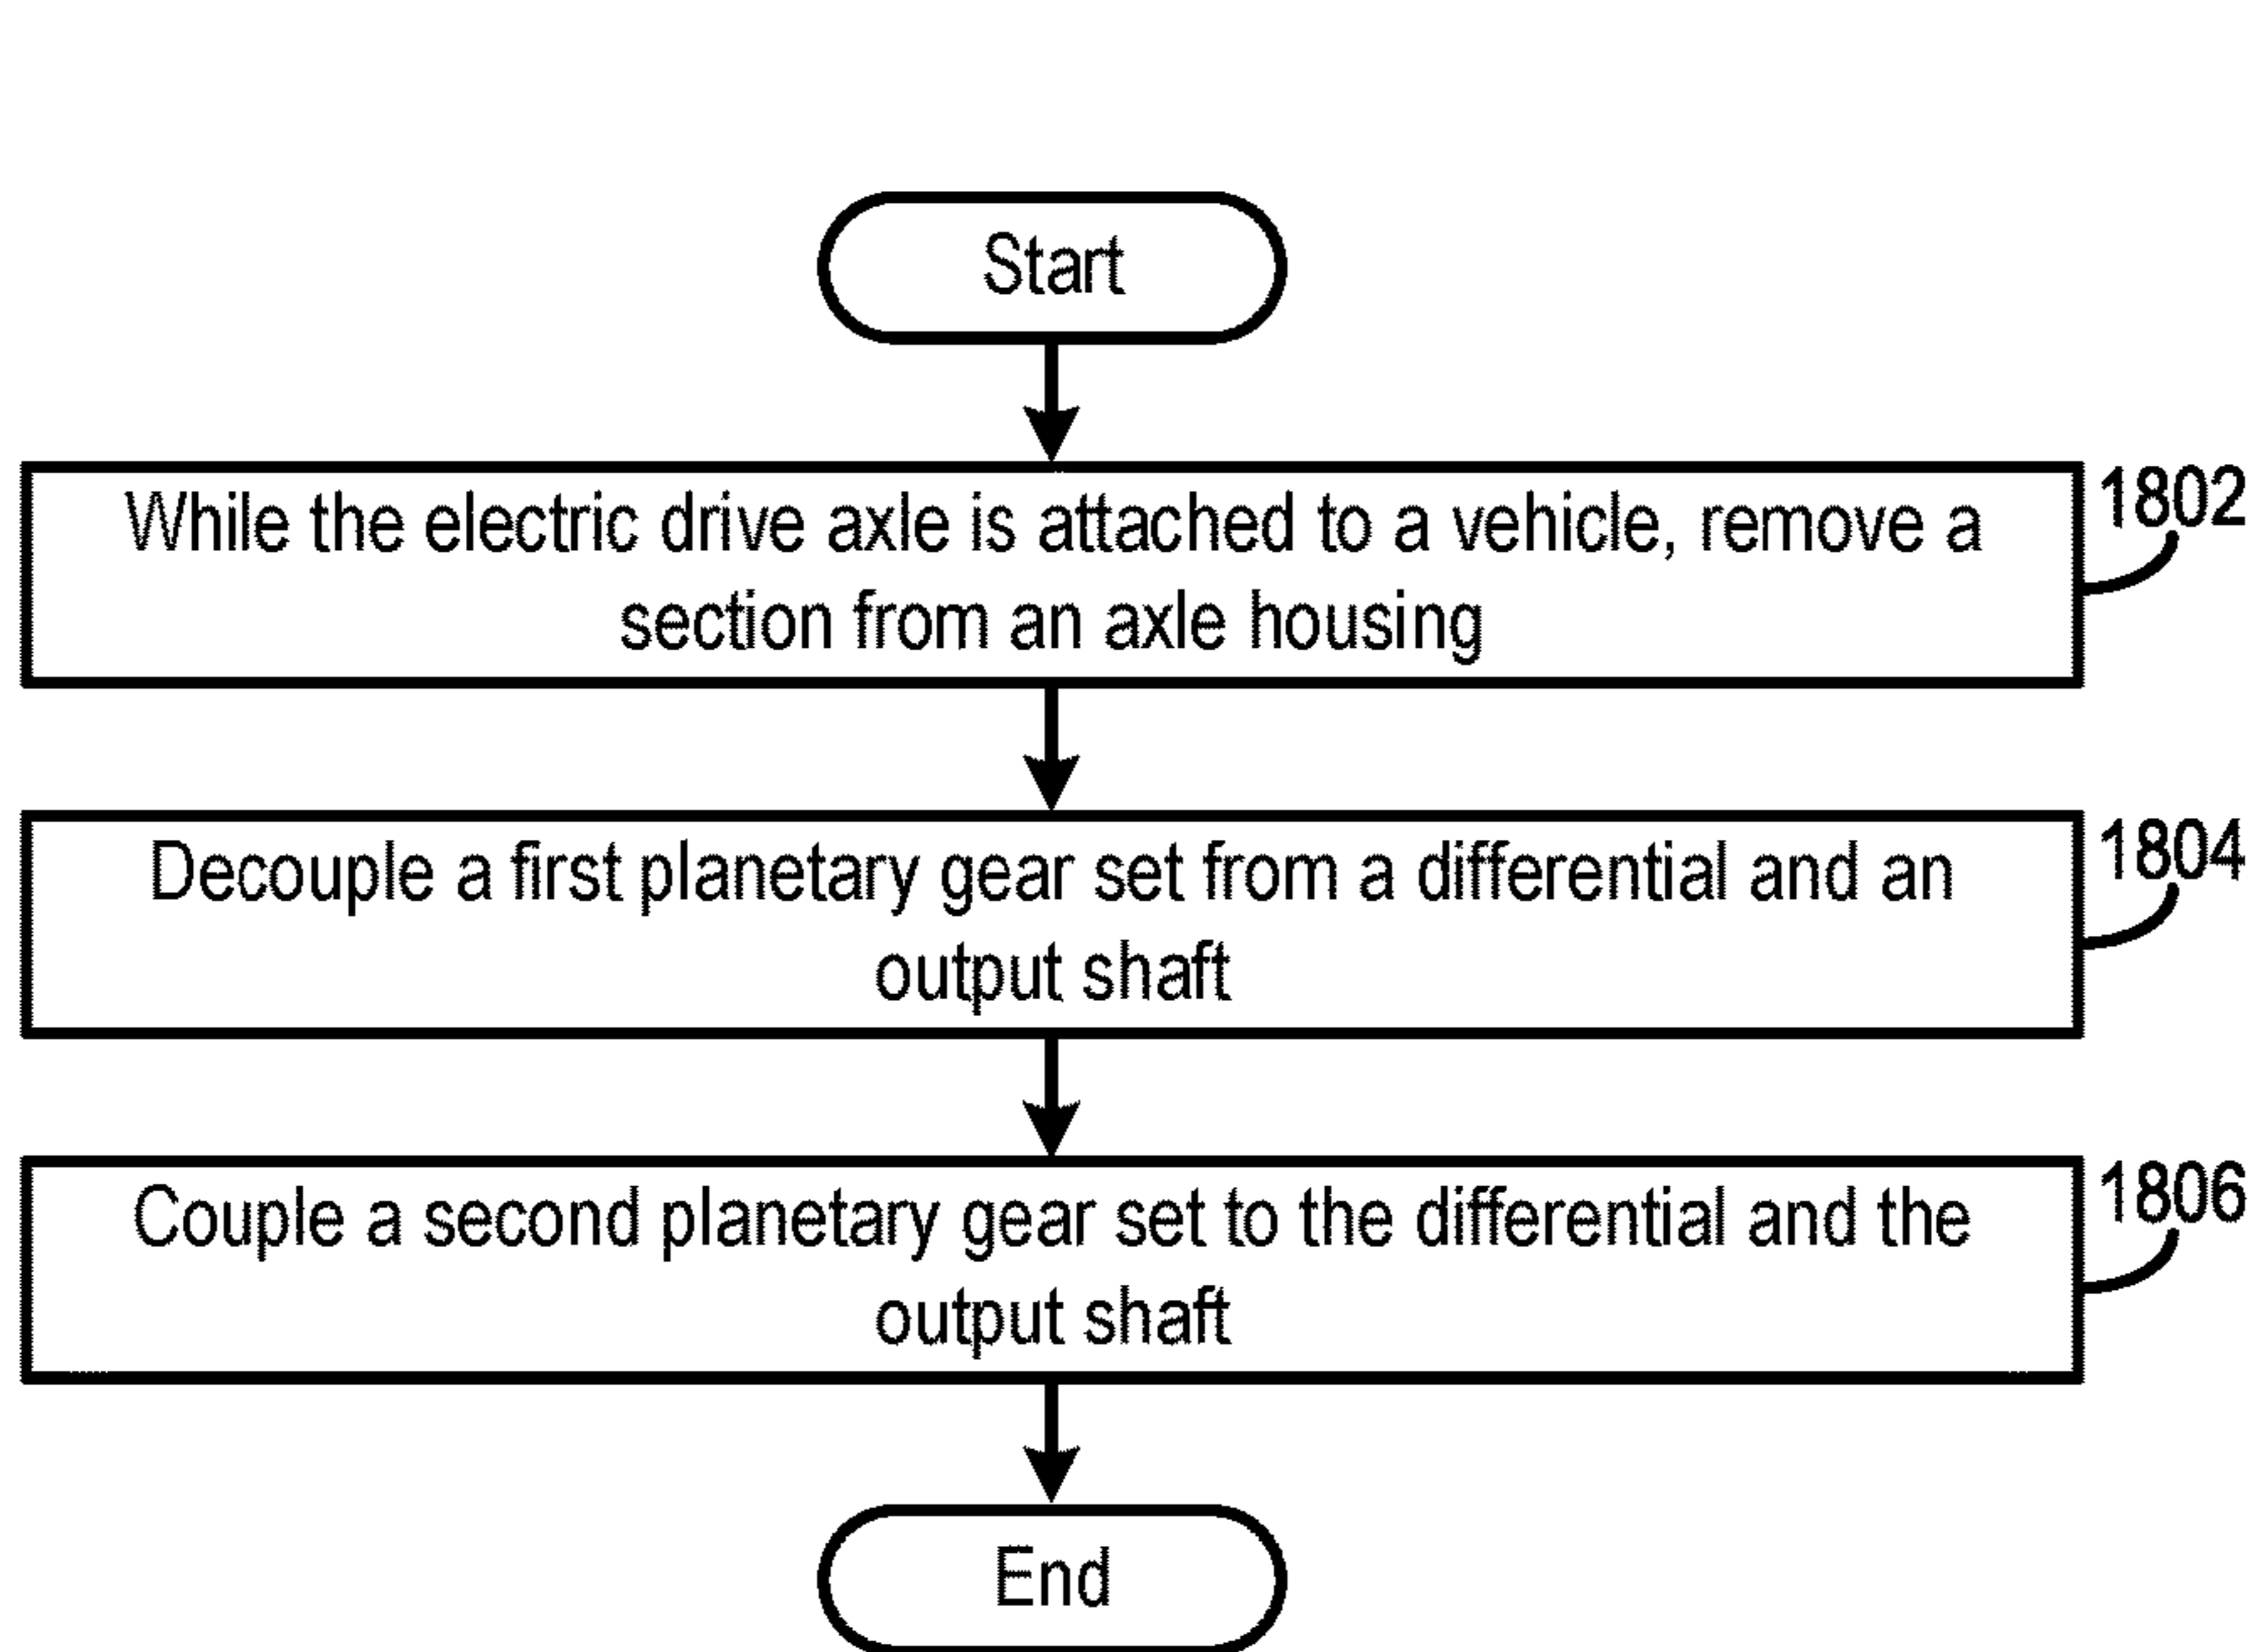 Start
While the electric drive axle is attached to a vehicle, remove a
section from an axle housing
1802
Decouple a first planetary gear set from a differential and an
output shaft
1804
Couple a second planetary gear set to the differential and the
output shaft
1806
End